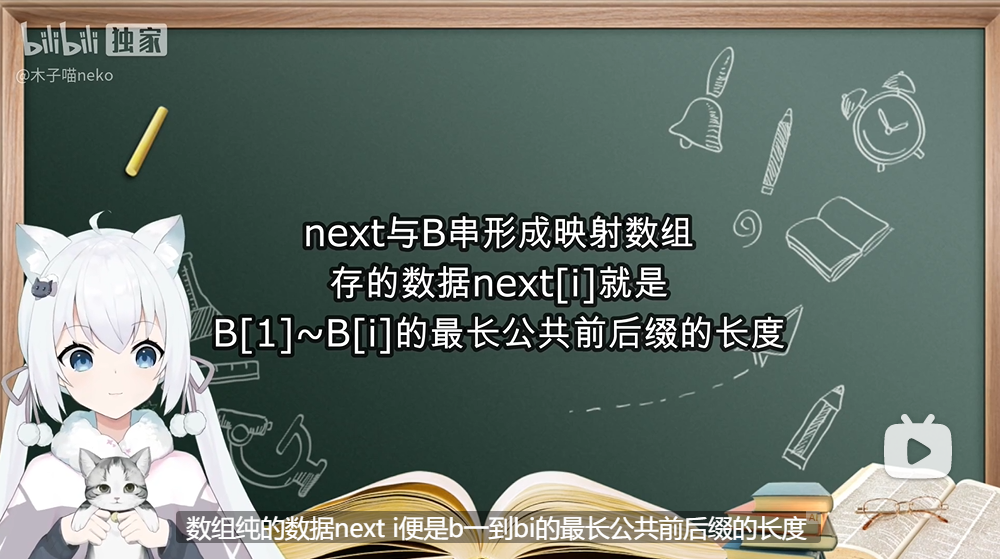 bilibili 独家
@木子喵neko
next与B串形成映射数组
存的数据next[i]就是
B[1]~B[i]的最长公共前后缀的长度
数组纯的数据next i便是b一到bi的最长公共前后缀的长度